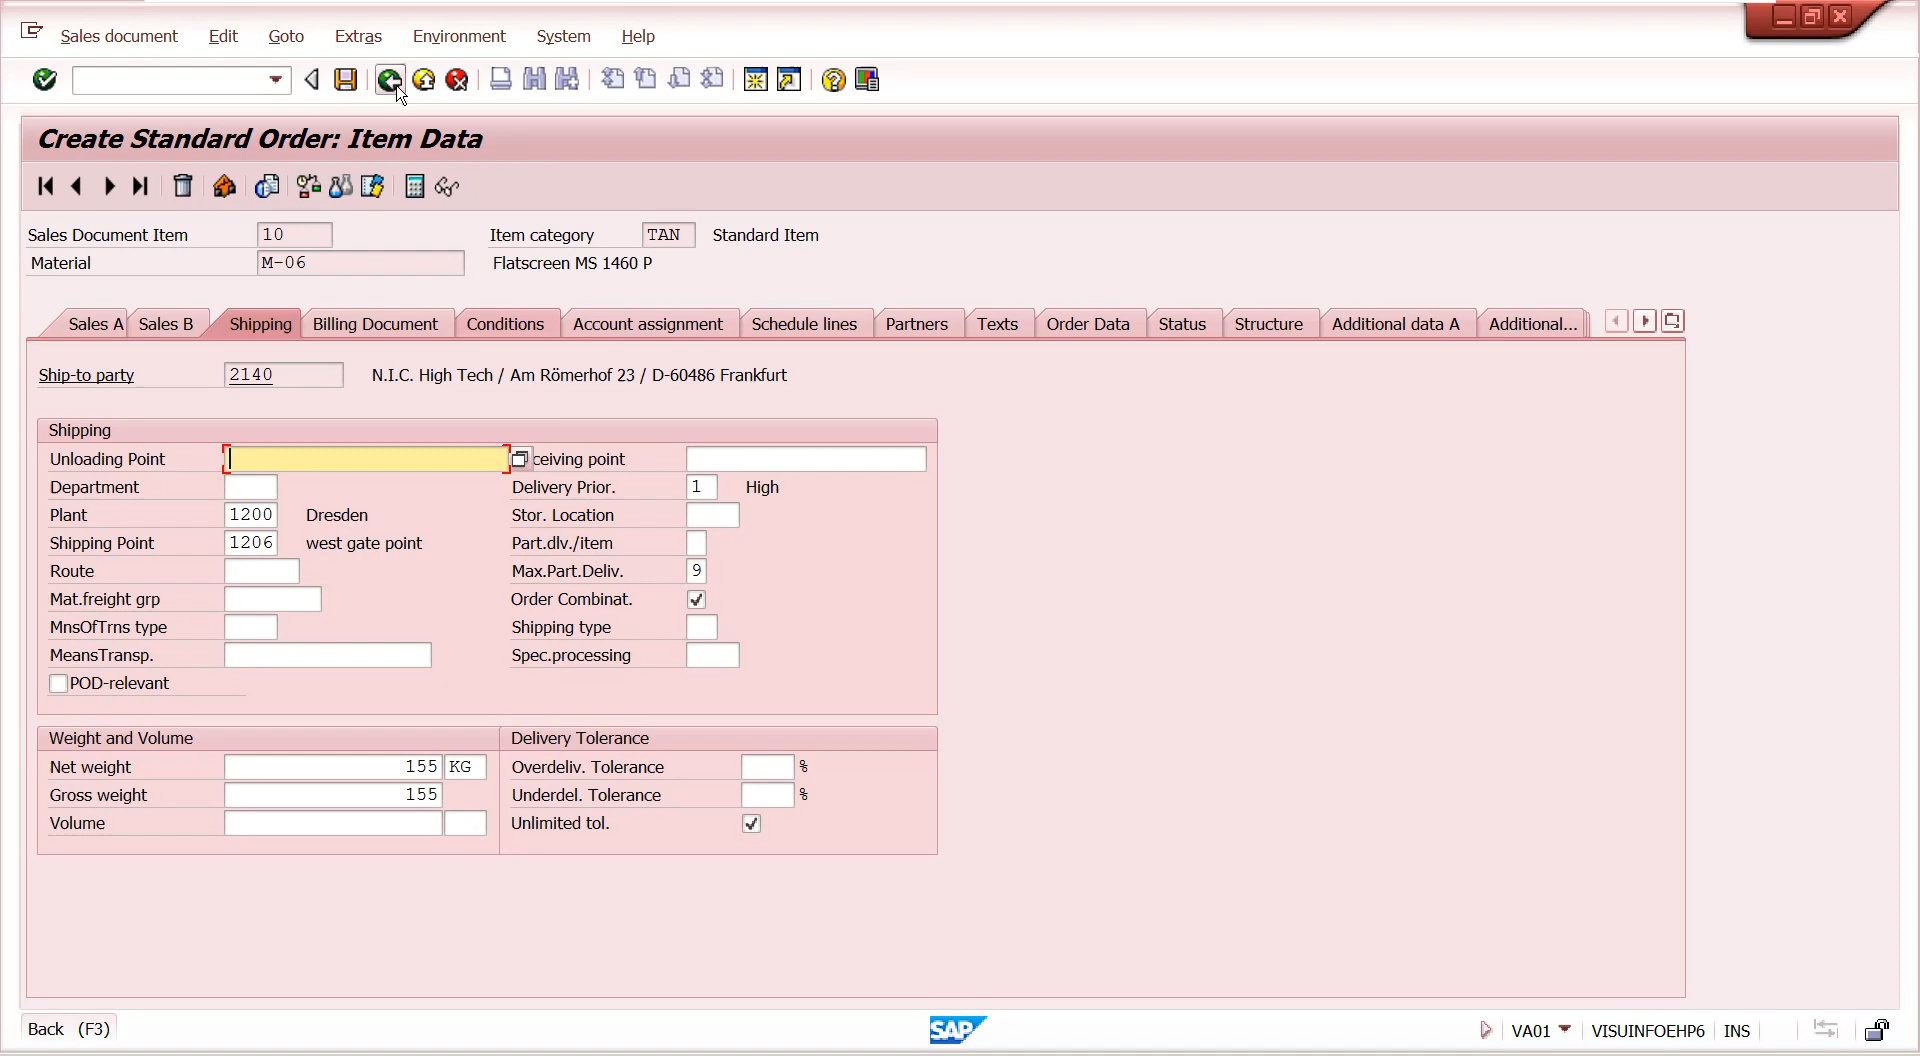 Sales document Edit Goto Extras Environment System Help
Create Standard Order: Item Data
Sales Document Item 10 Item category TAN Standard Item
Material M-06 Flatscreen MS 1460 P
Sales A Sales B Shipping Billing Document Conditions Account assignment Schedule lines Partners Texts Order Data Status Structure Additional data A Additional...
Ship-to party 2140 N.I.C. High Tech / Am Römerhof 23 / D-60486 Frankfurt
Shipping
Unloading Point ceiving point
Department Delivery Prior. 1 High
Plant 1200 Dresden Stor. Location
Shipping Point 1206 west gate point Part.dlv./item
Route Max.Part.Deliv. 9
Mat.freight grp Order Combinat.
MnsOfTrns type Shipping type
MeansTransp. Spec.processing
POD-relevant
Weight and Volume Delivery Tolerance
Net weight 155 KG Overdeliv. Tolerance %
Gross weight 155 Underdel. Tolerance %
Volume Unlimited tol.
Back (F3) SAP VA01 VISUINFOEHP6 INS